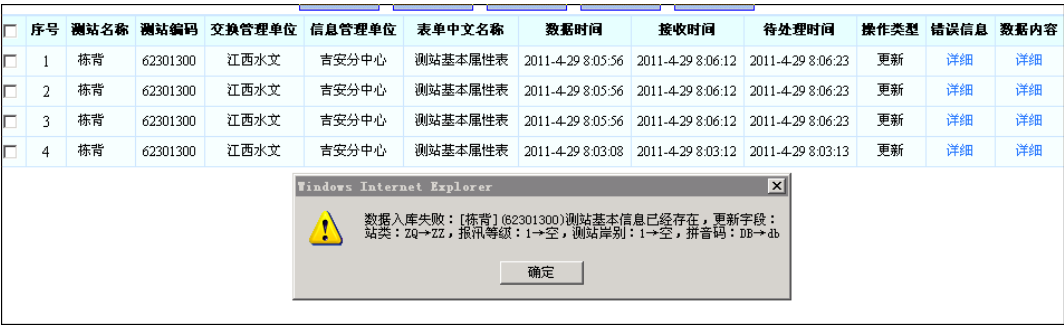 序号 测站名称 测站编码 交换管理单位 信息管理单位 表单中文名称 数据时间 接收时间 待处理时间 操作类型 错误信息 数据内容
1 栋背 62301300 江西水文 吉安分中心 测站基本属性表 2011-4-29 8:05:56 2011-4-29 8:06:12 2011-4-29 8:06:23 更新 详细 详细
2 栋背 62301300 江西水文 吉安分中心 测站基本属性表 2011-4-29 8:05:56 2011-4-29 8:06:12 2011-4-29 8:06:23 更新 详细 详细
3 栋背 62301300 江西水文 吉安分中心 测站基本属性表 2011-4-29 8:05:56 2011-4-29 8:06:12 2011-4-29 8:06:23 更新 详细 详细
4 栋背 62301300 江西水文 吉安分中心 测站基本属性表 2011-4-29 8:03:08 2011-4-29 8:03:12 2011-4-29 8:03:13 更新 详细 详细
Windows Internet Explorer
数据入库失败：[栋背](62301300)测站基本信息已经存在，更新字段：
站类：ZQ→ZZ，报汛等级：1→空，测站岸别：1→空，拼音码：DB→db
确定